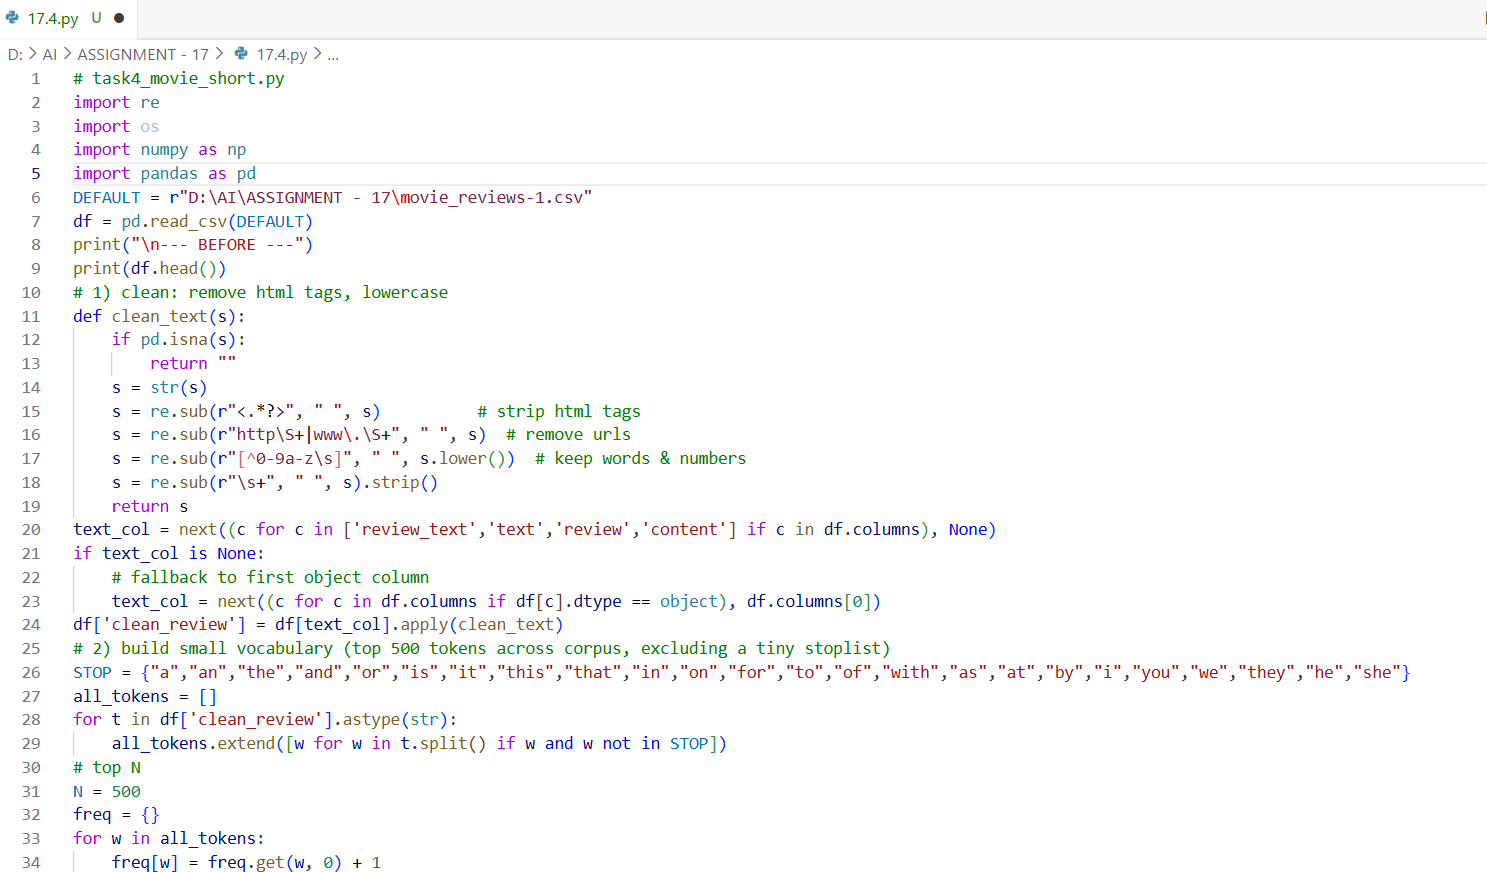 17.4.py U
D: > AI > ASSIGNMENT - 17 > 17.4.py > ...
1 # task4_movie_short.py
2 import re
3 import os
4 import numpy as np
5 import pandas as pd
6 DEFAULT = r"D:\AI\ASSIGNMENT - 17\movie_reviews-1.csv"
7 df = pd.read_csv(DEFAULT)
8 print("\n--- BEFORE ---")
9 print(df.head())
10 # 1) clean: remove html tags, lowercase
11 def clean_text(s):
12     if pd.isna(s):
13         return ""
14     s = str(s)
15     s = re.sub(r"<.*?>", " ", s)          # strip html tags
16     s = re.sub(r"http\S+|www\.\S+", " ", s)  # remove urls
17     s = re.sub(r"[^0-9a-z\s]", " ", s.lower())  # keep words & numbers
18     s = re.sub(r"\s+", " ", s).strip()
19     return s
20 text_col = next((c for c in ['review_text','text','review','content'] if c in df.columns), None)
21 if text_col is None:
22     # fallback to first object column
23     text_col = next((c for c in df.columns if df[c].dtype == object), df.columns[0])
24 df['clean_review'] = df[text_col].apply(clean_text)
25 # 2) build small vocabulary (top 500 tokens across corpus, excluding a tiny stoplist)
26 STOP = {"a","an","the","and","or","is","it","this","that","in","on","for","to","of","with","as","at","by","i","you","we","they","he","she"}
27 all_tokens = []
28 for t in df['clean_review'].astype(str):
29     all_tokens.extend([w for w in t.split() if w and w not in STOP])
30 # top N
31 N = 500
32 freq = {}
33 for w in all_tokens:
34     freq[w] = freq.get(w, 0) + 1